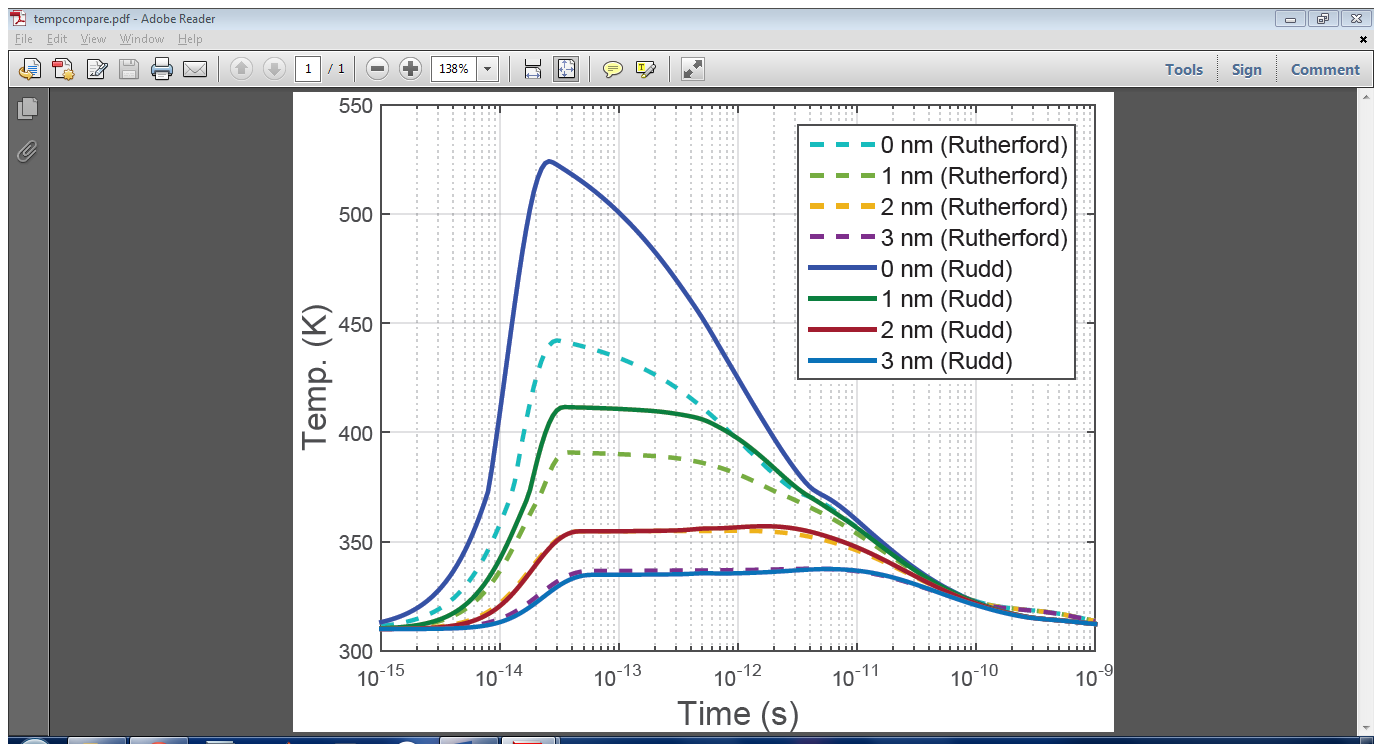 tempcompare.pdf - Adobe Reader
File Edit View Window Help
1 / 1 138% Tools Sign Comment
550
500
450
400
350
300
Temp. (K)
0 nm (Rutherford)
1 nm (Rutherford)
2 nm (Rutherford)
3 nm (Rutherford)
0 nm (Rudd)
1 nm (Rudd)
2 nm (Rudd)
3 nm (Rudd)
10⁻¹⁵ 10⁻¹⁴ 10⁻¹³ 10⁻¹² 10⁻¹¹ 10⁻¹⁰ 10⁻⁹
Time (s)